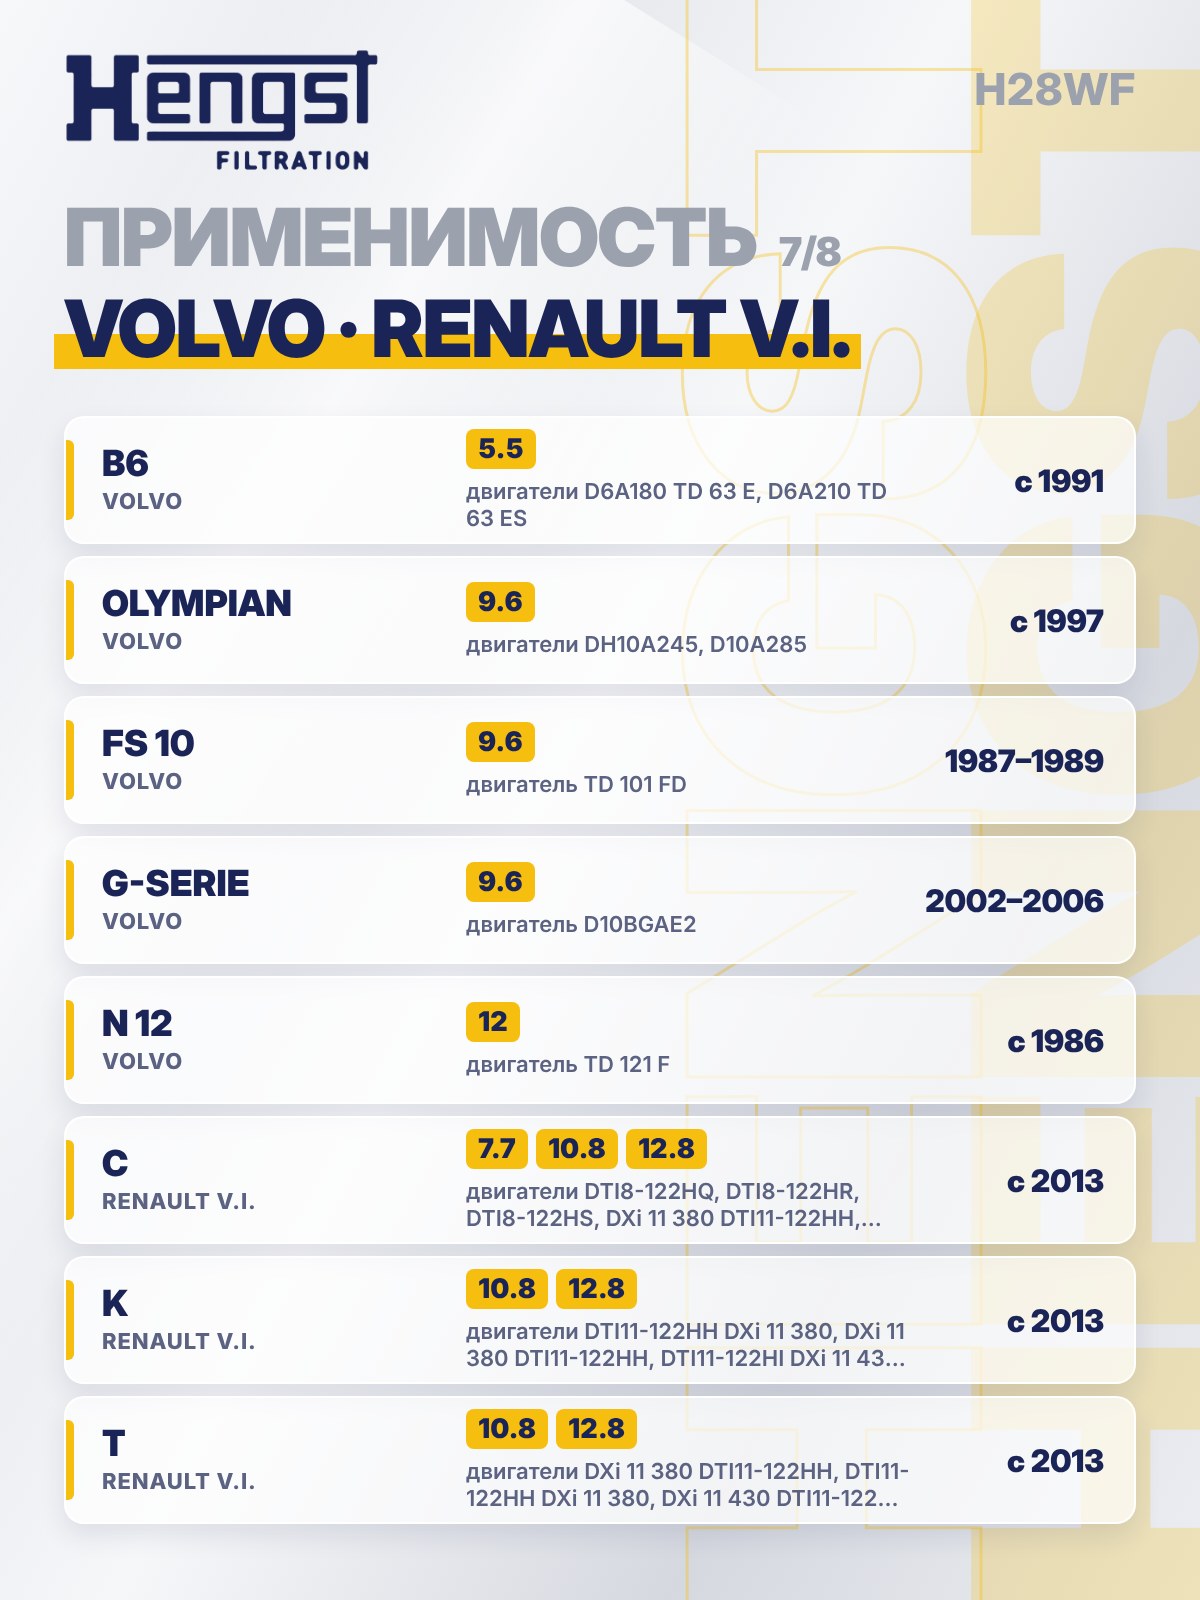 Hengst
FILTRATION
H28WF
ПРИМЕНИМОСТЬ 7/8
VOLVO · RENAULT V.I.
B6
VOLVO
5.5
двигатели D6A180 TD 63 E, D6A210 TD
63 ES
с 1991
OLYMPIAN
VOLVO
9.6
двигатели DH10A245, D10A285
с 1997
FS 10
VOLVO
9.6
двигатель TD 101 FD
1987–1989
G-SERIE
VOLVO
9.6
двигатель D10BGAE2
2002–2006
N 12
VOLVO
12
двигатель TD 121 F
с 1986
C
RENAULT V.I.
7.7 10.8 12.8
двигатели DTI8-122HQ, DTI8-122HR,
DTI8-122HS, DXi 11 380 DTI11-122HH,...
с 2013
K
RENAULT V.I.
10.8 12.8
двигатели DTI11-122HH DXi 11 380, DXi 11
380 DTI11-122HH, DTI11-122HI DXi 11 43...
с 2013
T
RENAULT V.I.
10.8 12.8
двигатели DXi 11 380 DTI11-122HH, DTI11-
122HH DXi 11 380, DXi 11 430 DTI11-122...
с 2013
HENGST